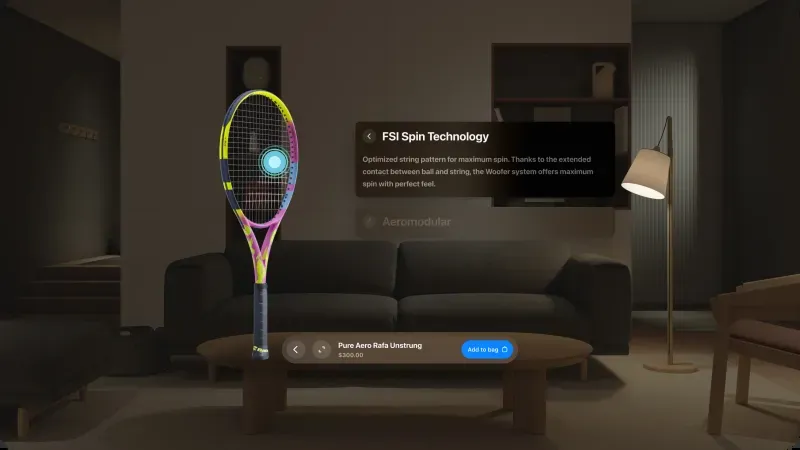 FSI Spin Technology
Optimized string pattern for maximum spin. Thanks to the extended
contact between ball and string, the Woofer system offers maximum
spin with perfect feel.
Aeromodular
Pure Aero Rafa Unstrung
$300.00
Add to bag